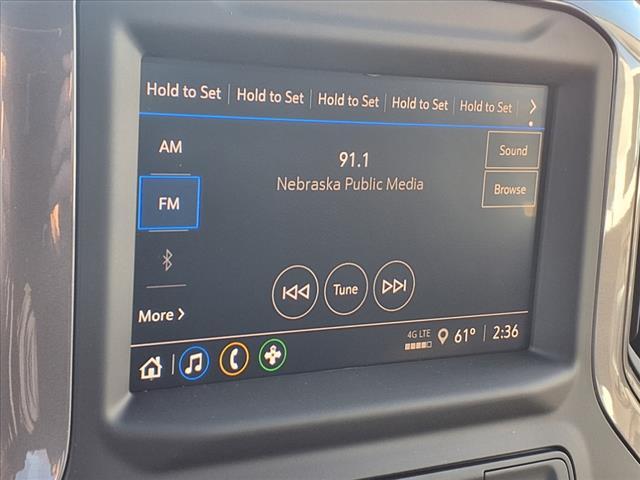 Hold to Set Hold to Set Hold to Set Hold to Set Hold to Set
AM
91.1
Sound
Nebraska Public Media
FM
Browse
Tune
More
4G LTE
61° 2:36